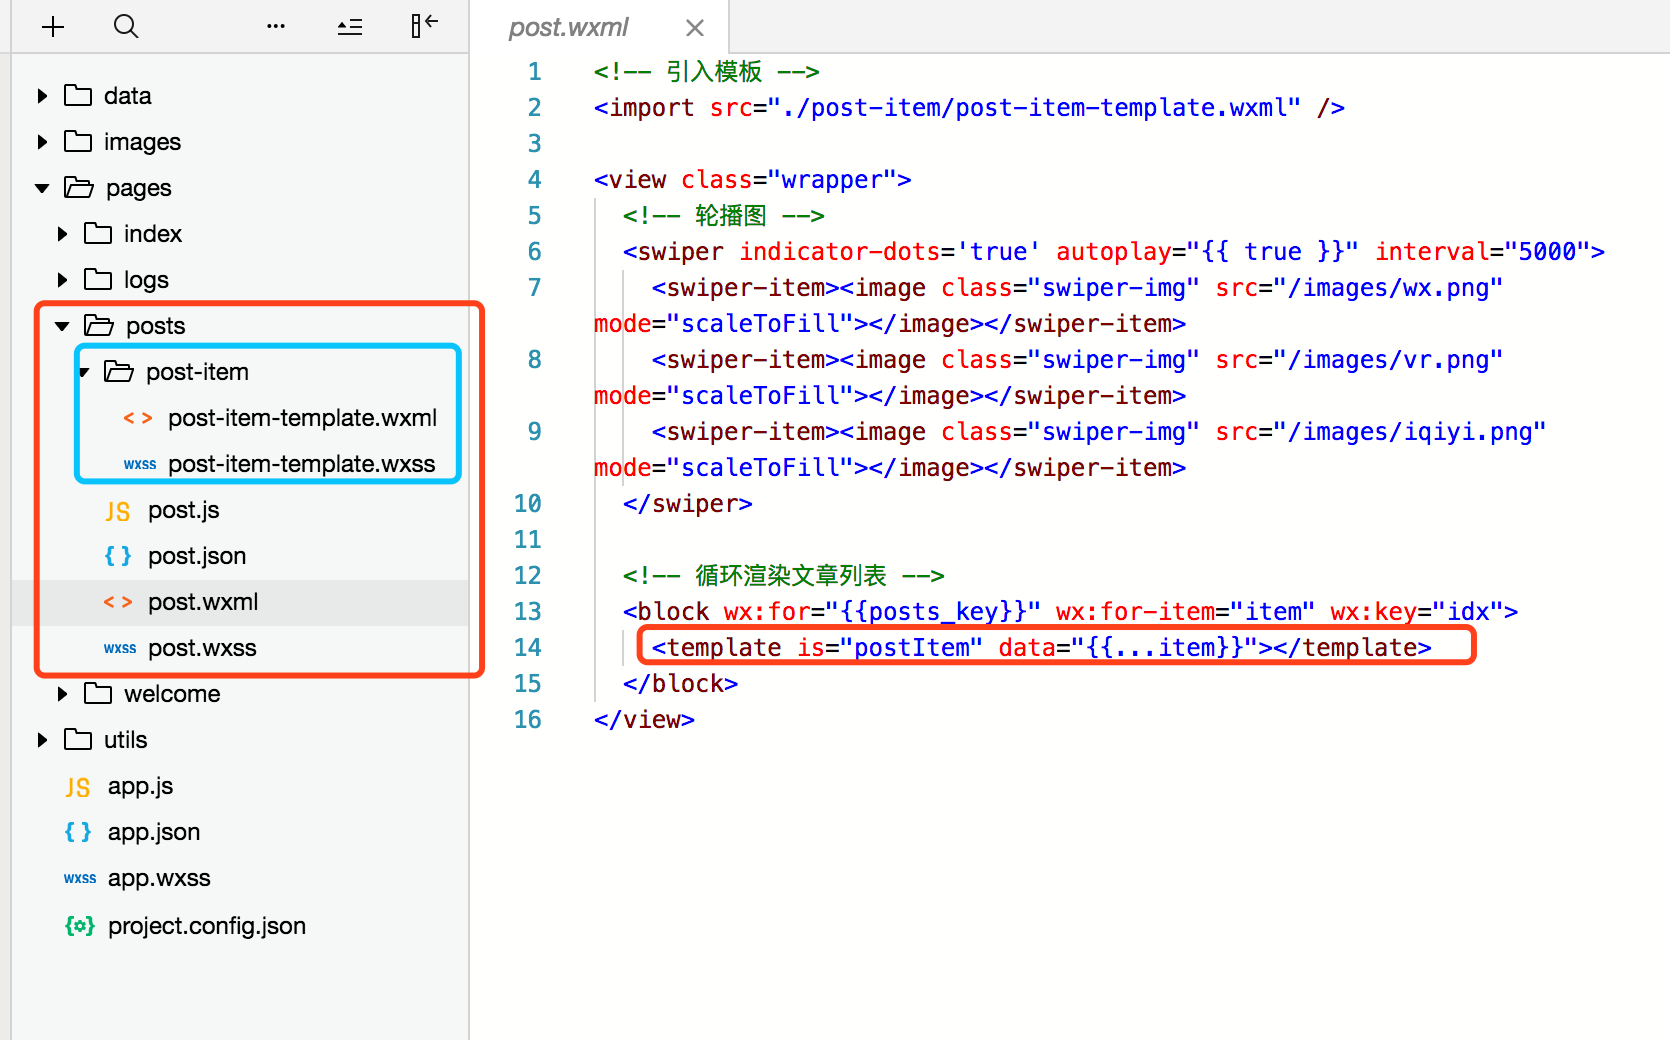 data
images
pages
index
logs
posts
post-item
< > post-item-template.wxml
wxss post-item-template.wxss
JS post.js
{ } post.json
< > post.wxml
wxss post.wxss
welcome
utils
JS app.js
{ } app.json
wxss app.wxss
project.config.json
post.wxml
1 <!-- 引入模板 -->
2 <import src="./post-item/post-item-template.wxml" />
3
4 <view class="wrapper">
5 <!-- 轮播图 -->
6 <swiper indicator-dots='true' autoplay="{{ true }}" interval="5000">
7 <swiper-item><image class="swiper-img" src="/images/wx.png"
mode="scaleToFill"></image></swiper-item>
8 <swiper-item><image class="swiper-img" src="/images/vr.png"
mode="scaleToFill"></image></swiper-item>
9 <swiper-item><image class="swiper-img" src="/images/iqiyi.png"
mode="scaleToFill"></image></swiper-item>
10 </swiper>
11
12 <!-- 循环渲染文章列表 -->
13 <block wx:for="{{posts_key}}" wx:for-item="item" wx:key="idx">
14 <template is="postItem" data="{{...item}}"></template>
15 </block>
16 </view>